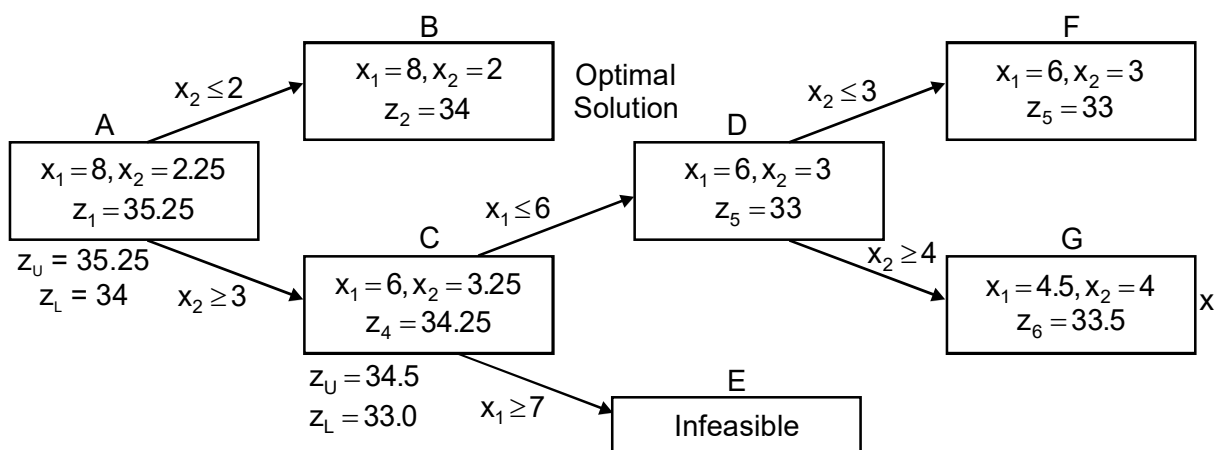 A
x₁ = 8, x₂ = 2.25
z₁ = 35.25
z_U = 35.25
z_L = 34
x₂ ≤ 2
x₂ ≥ 3
B
x₁ = 8, x₂ = 2
z₂ = 34
Optimal
Solution
C
x₁ = 6, x₂ = 3.25
z₄ = 34.25
z_U = 34.5
z_L = 33.0
x₁ ≤ 6
x₁ ≥ 7
D
x₁ = 6, x₂ = 3
z₅ = 33
E
Infeasible
x₂ ≤ 3
x₂ ≥ 4
F
x₁ = 6, x₂ = 3
z₅ = 33
G
x₁ = 4.5, x₂ = 4
z₆ = 33.5
x